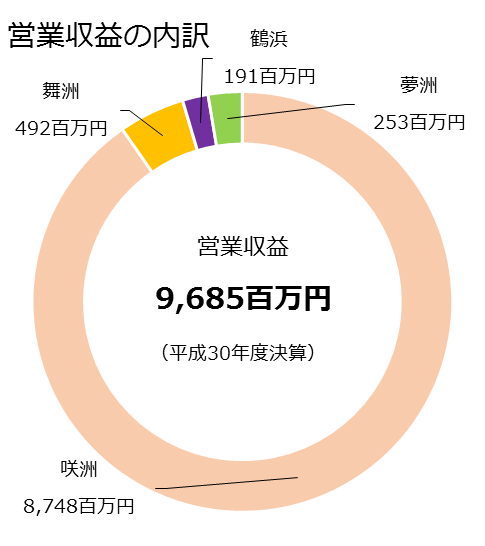 営業収益の内訳
鶴浜
191百万円
舞洲
492百万円
夢洲
253百万円
営業収益
9,685百万円
（平成30年度決算）
咲洲
8,748百万円